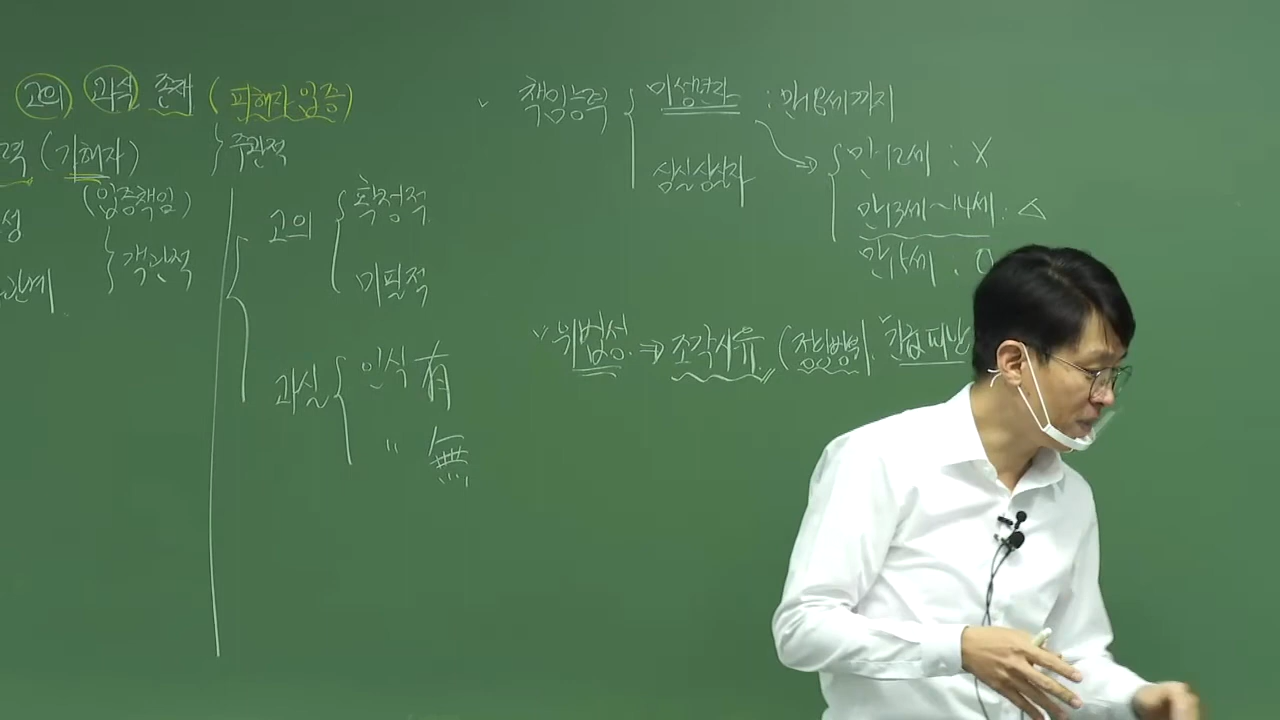 고의 과실 존재 (피해자 입증)
력 (가해자) } 주관적
(입증책임)
성
} 객관적
관계
고의 { 확정적
미필적
과실 { 인식 有
〃 無
책임능력 { 미성년자 : 만 세까지
심신상실자
만12세 : X
만13세~14세 : △
만15세 : O
위법성 ⇒ 조각사유 (정당방위, 긴급피난